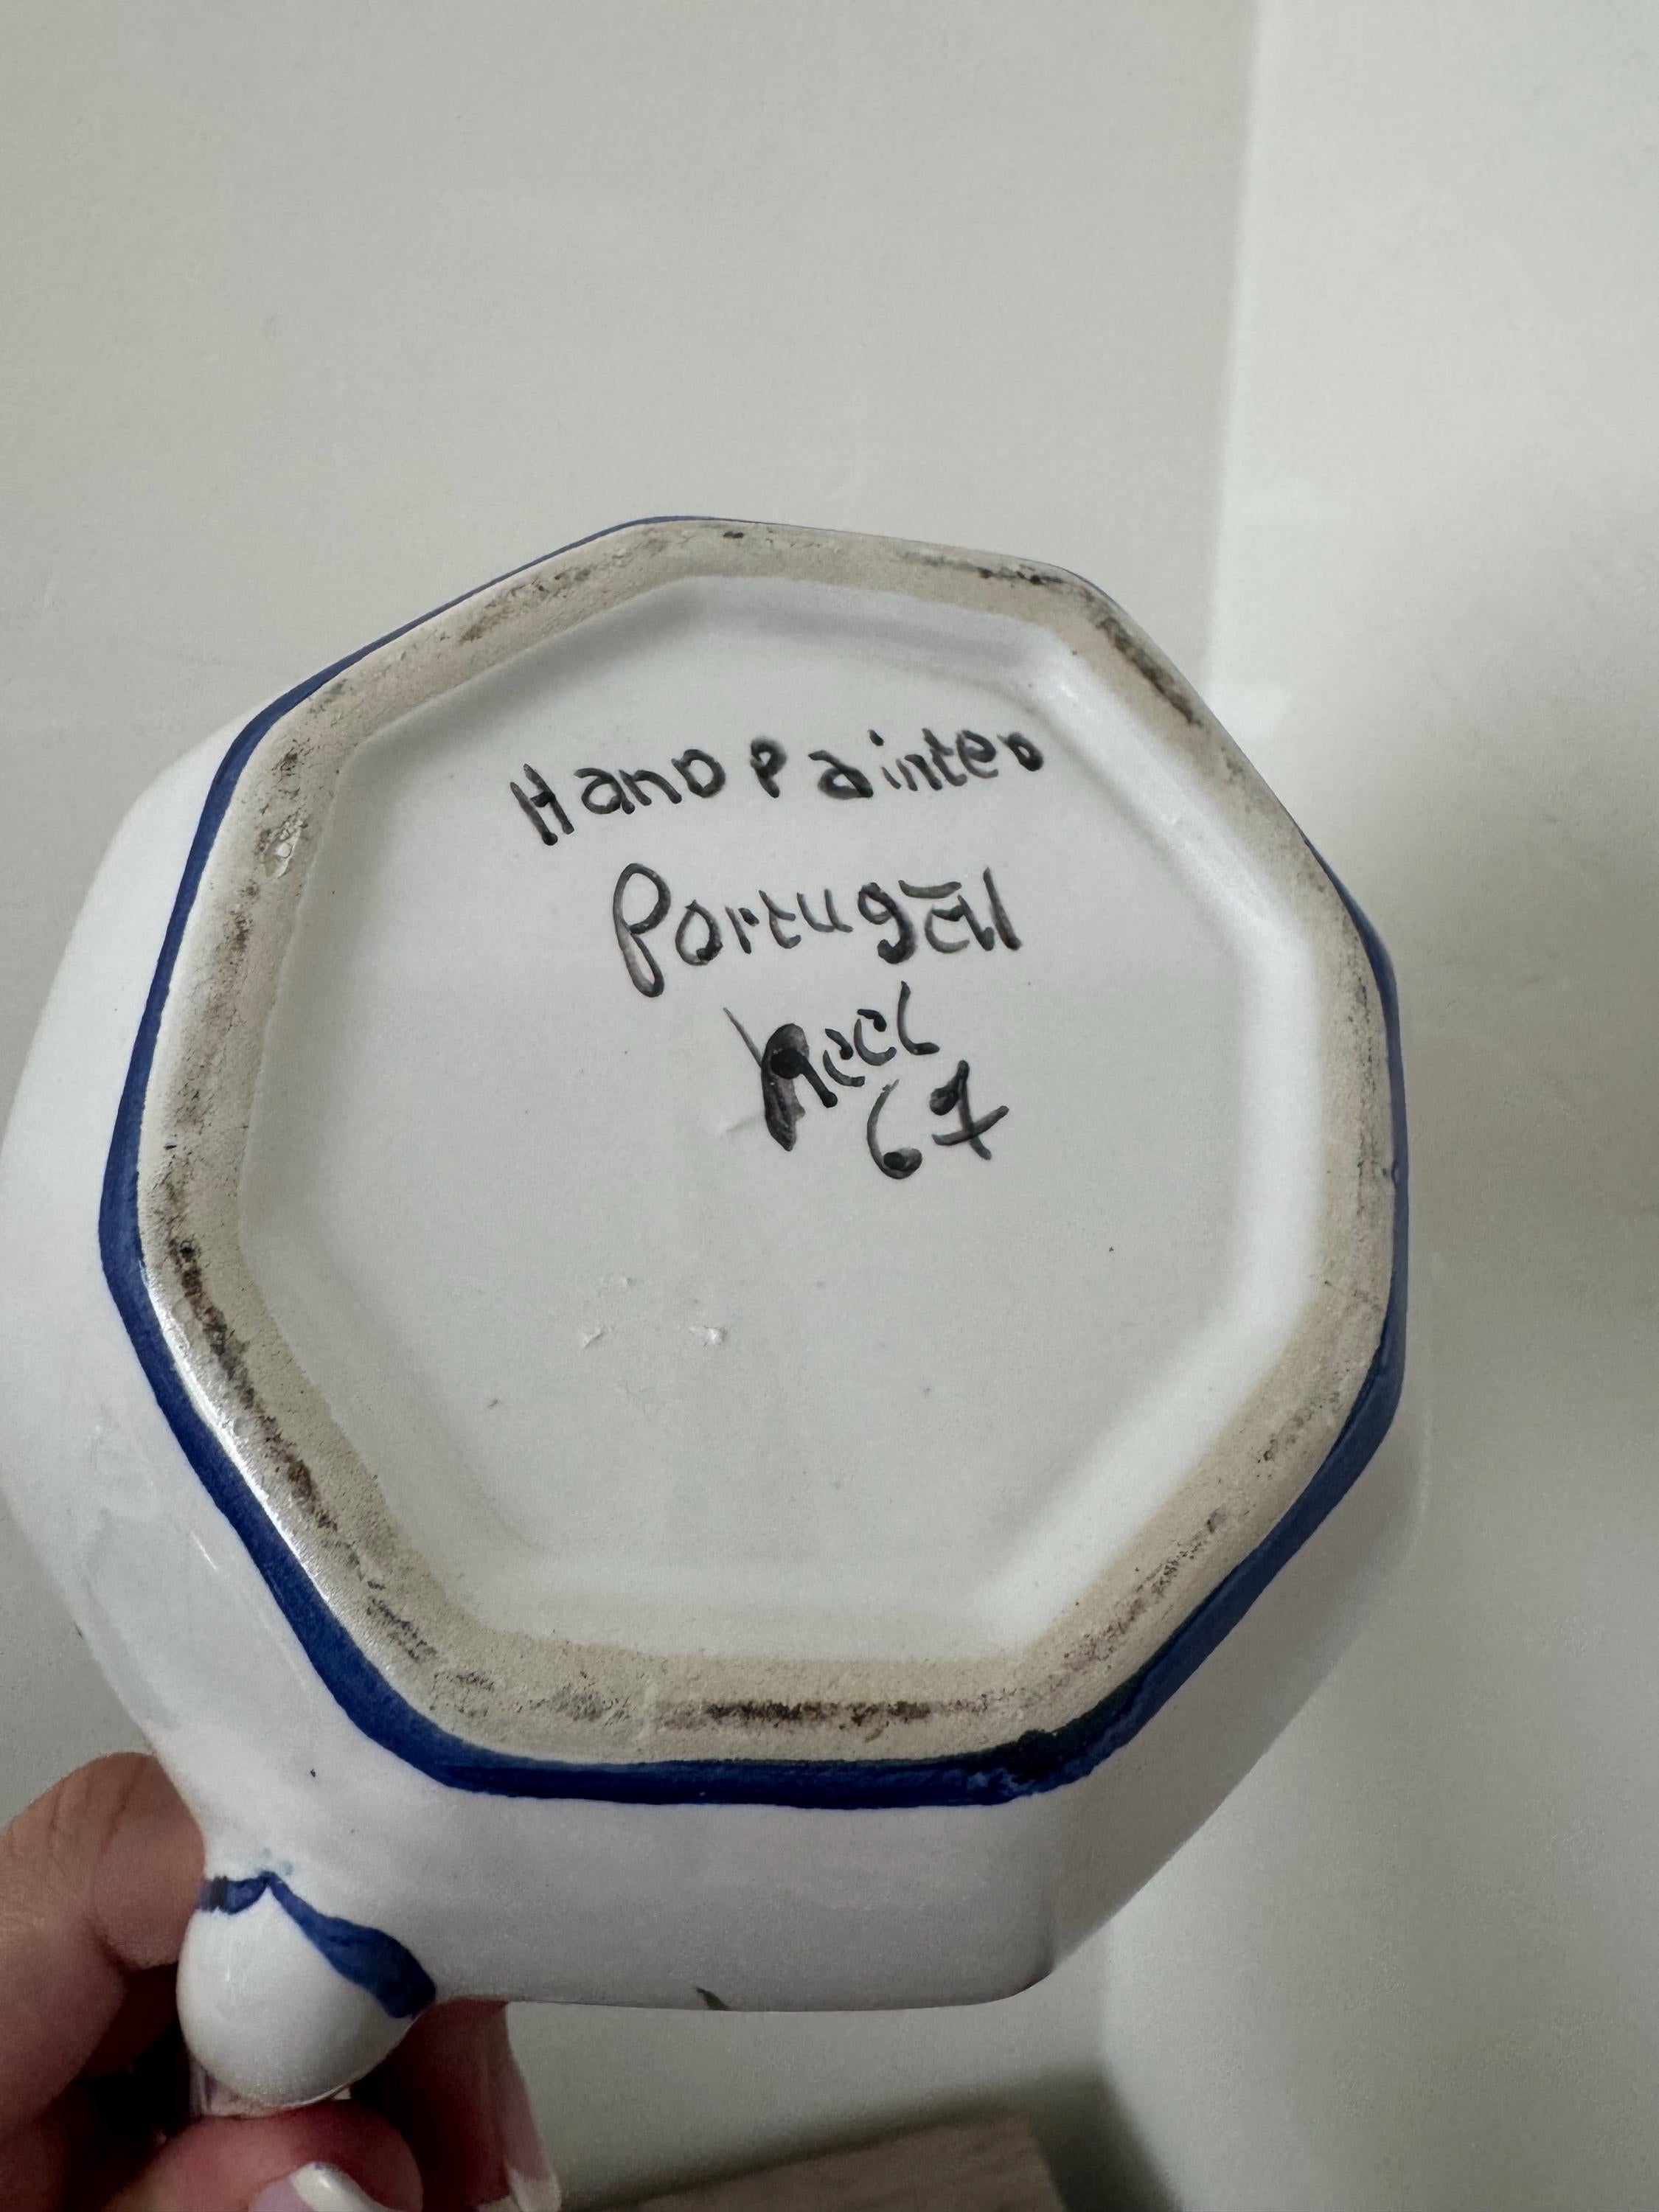 Hand Painted
Portugal
67